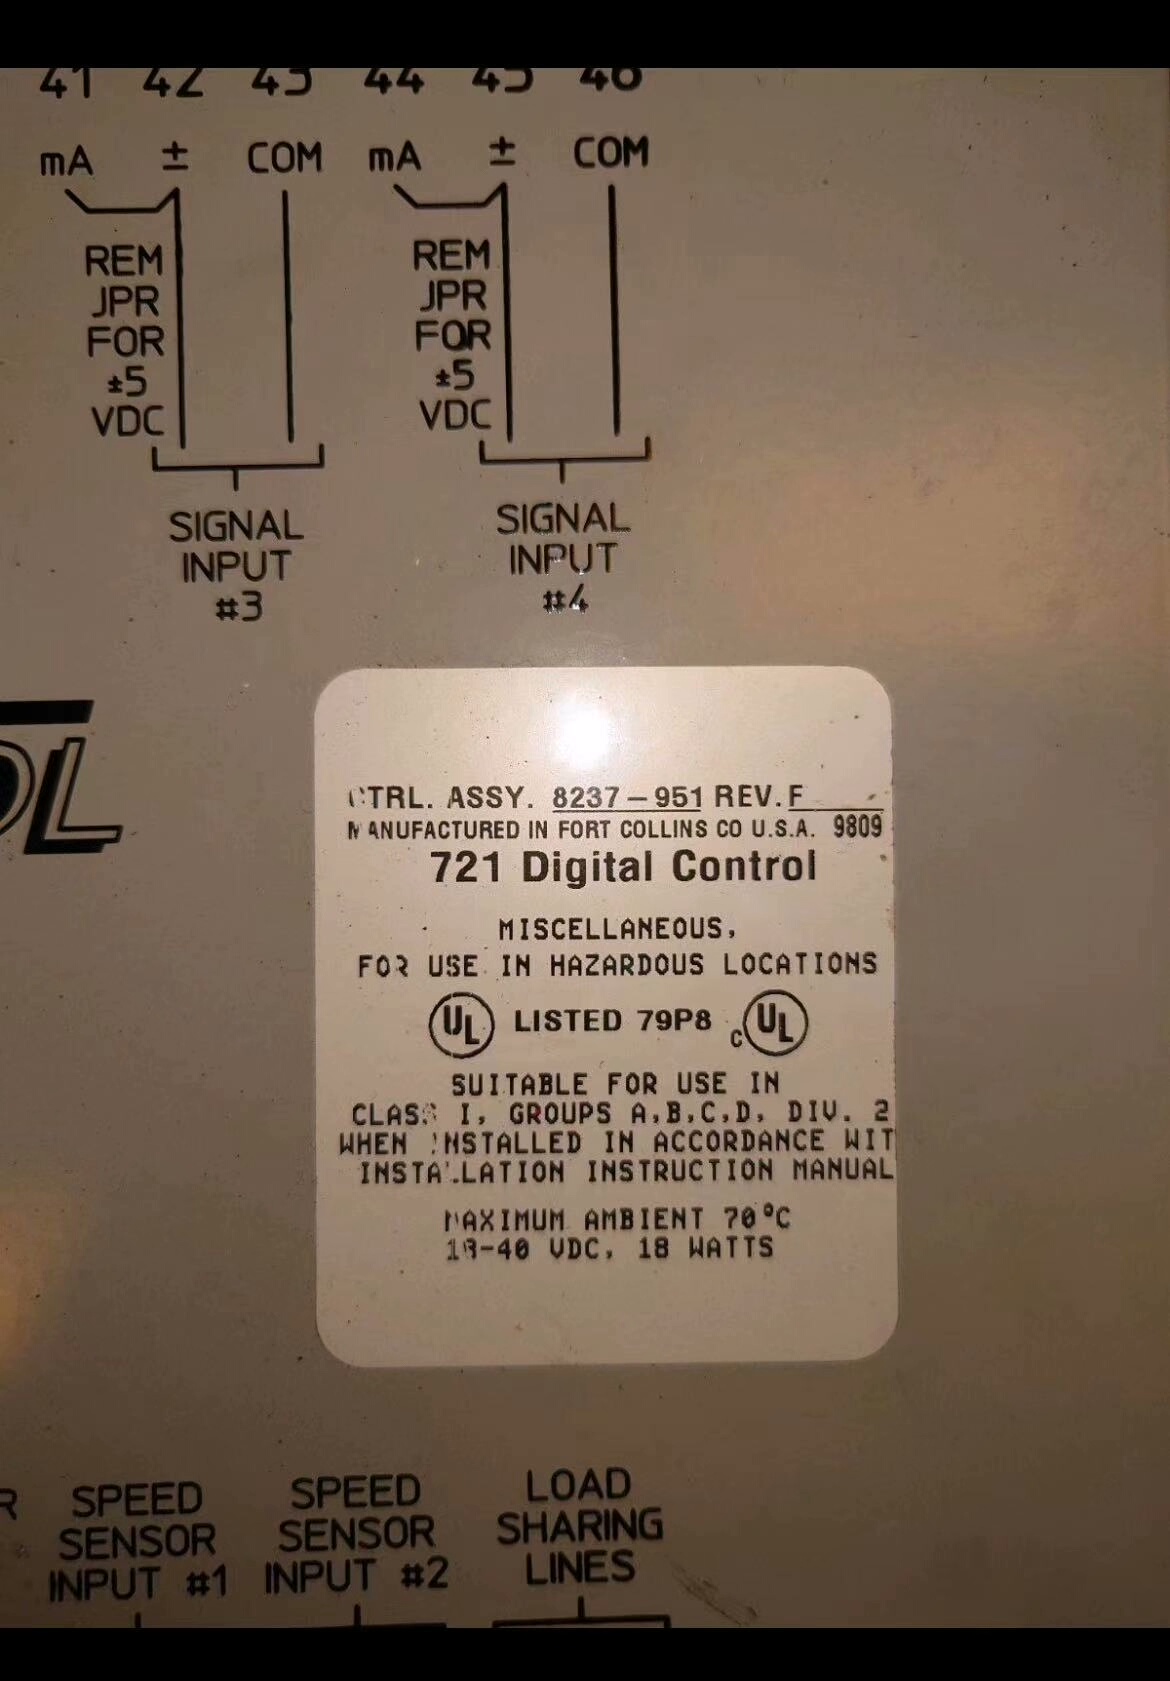 41 42 43 44 45 46
mA ± COM mA ± COM
REM
JPR
FOR
±5
VDC
REM
JPR
FOR
±5
VDC
SIGNAL
INPUT
#3
SIGNAL
INPUT
#4
OL
CTRL. ASSY. 8237-951 REV. F
MANUFACTURED IN FORT COLLINS CO U.S.A. 9809
721 Digital Control
MISCELLANEOUS,
FOR USE IN HAZARDOUS LOCATIONS
UL LISTED 79P8 c UL
SUITABLE FOR USE IN
CLASS I, GROUPS A,B,C,D, DIV. 2
WHEN INSTALLED IN ACCORDANCE WIT
INSTALLATION INSTRUCTION MANUAL
MAXIMUM AMBIENT 70°C
18-40 VDC, 18 WATTS
R
SPEED
SENSOR
INPUT #1
SPEED
SENSOR
INPUT #2
LOAD
SHARING
LINES